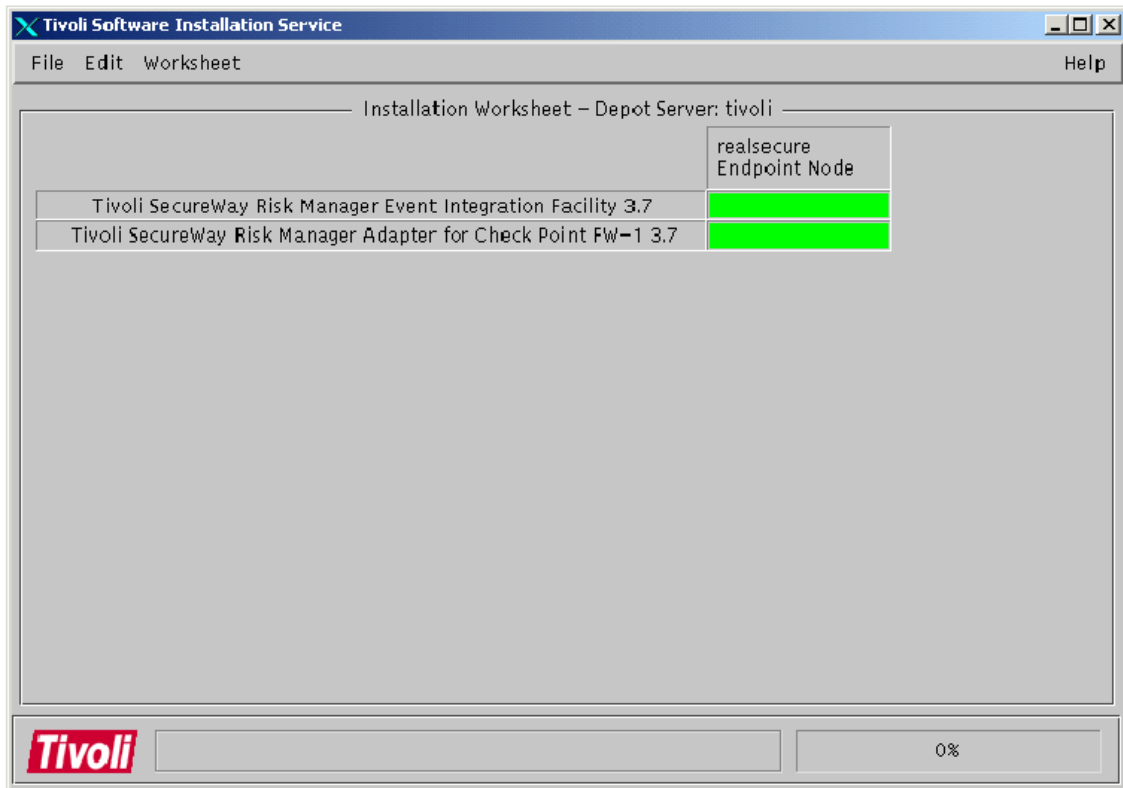 Tivoli Software Installation Service
File Edit Worksheet Help
Installation Worksheet – Depot Server: tivoli
realsecure
Endpoint Node
Tivoli SecureWay Risk Manager Event Integration Facility 3.7
Tivoli SecureWay Risk Manager Adapter for Check Point FW-1 3.7
Tivoli
0%